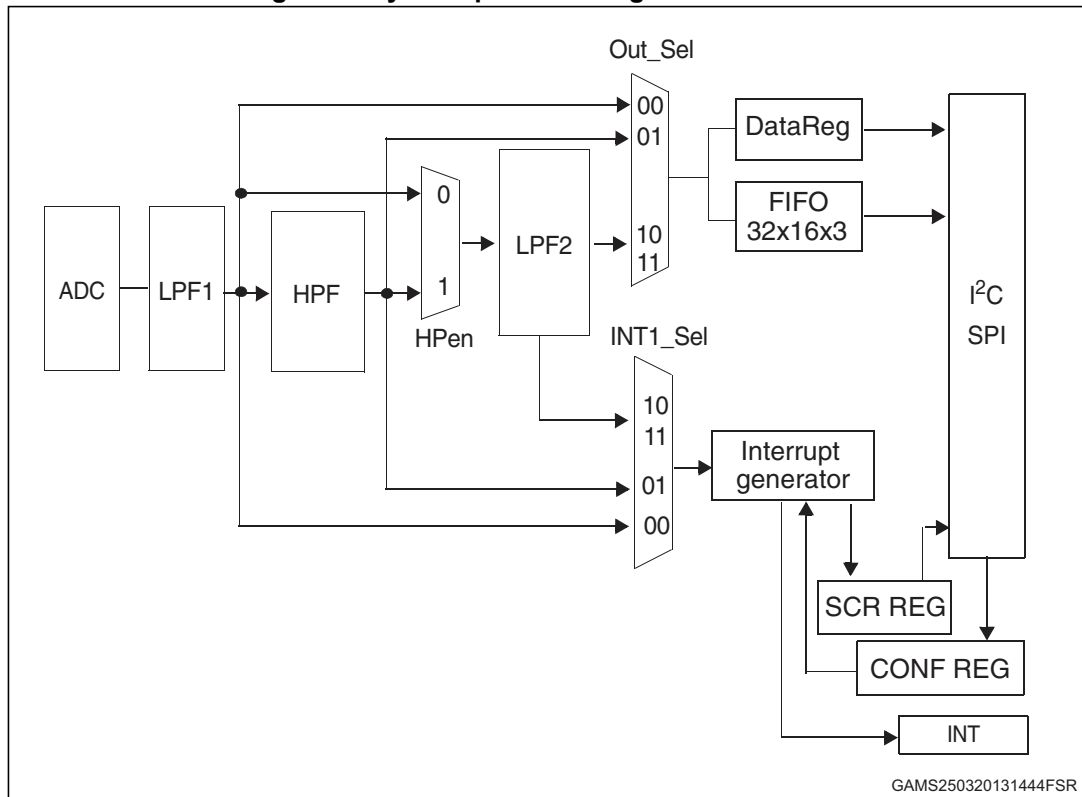 Out_Sel
00
01
10
11
DataReg
FIFO
32x16x3
I²C
SPI
ADC
LPF1
HPF
0
1
HPen
LPF2
INT1_Sel
10
11
01
00
Interrupt
generator
SCR REG
CONF REG
INT
GAMS250320131444FSR